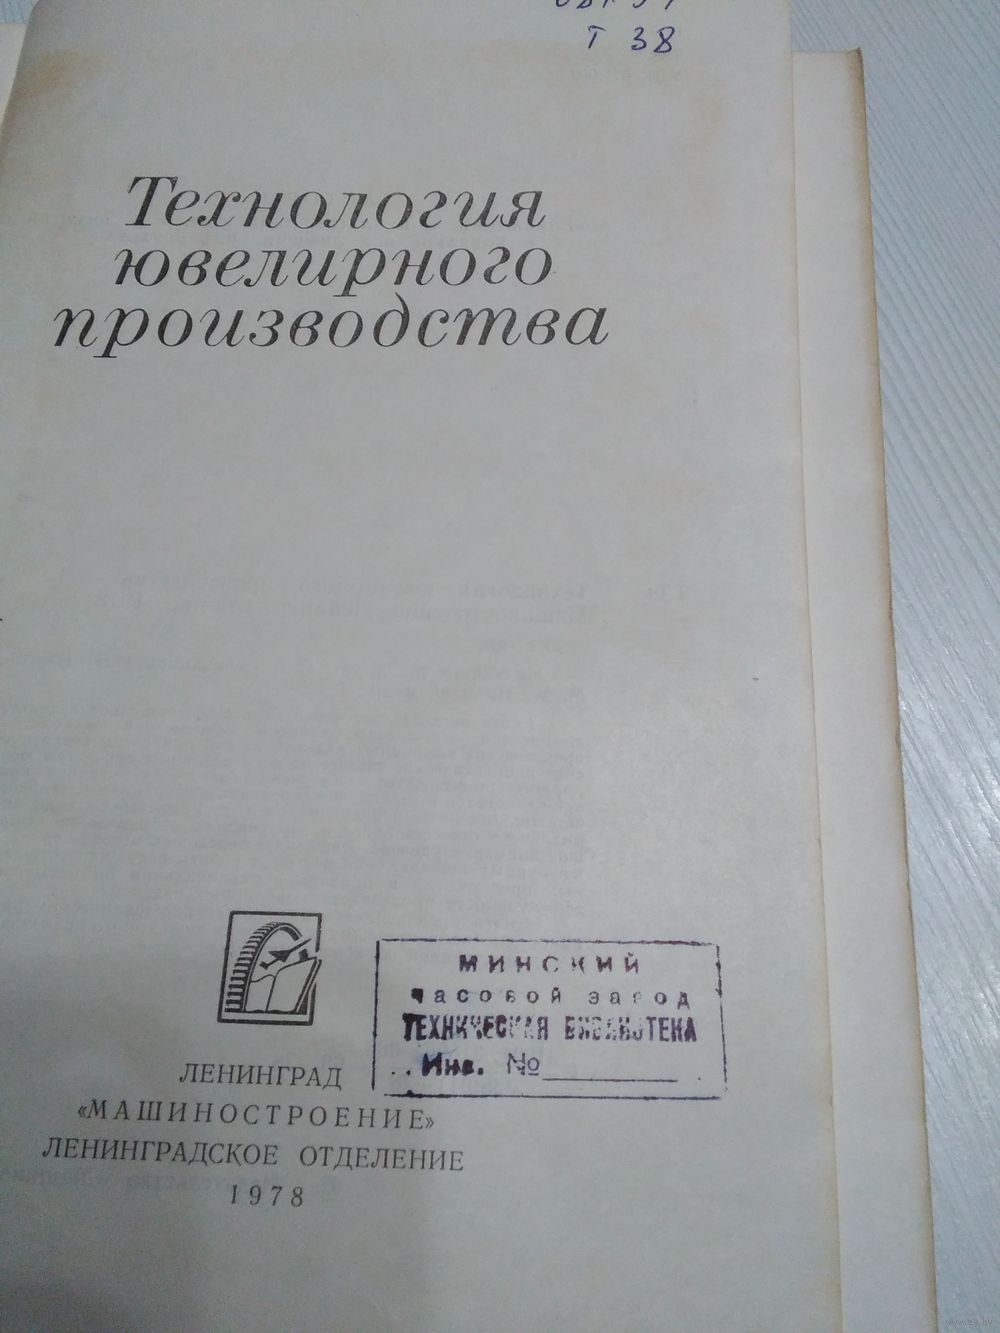 Т 38
Технология
ювелирного
производства
МИНСКИЙ
часовой завод
ТЕХНИЧЕСКАЯ БИБЛИОТЕКА
Инв. №
ЛЕНИНГРАД
«МАШИНОСТРОЕНИЕ»
ЛЕНИНГРАДСКОЕ ОТДЕЛЕНИЕ
1978